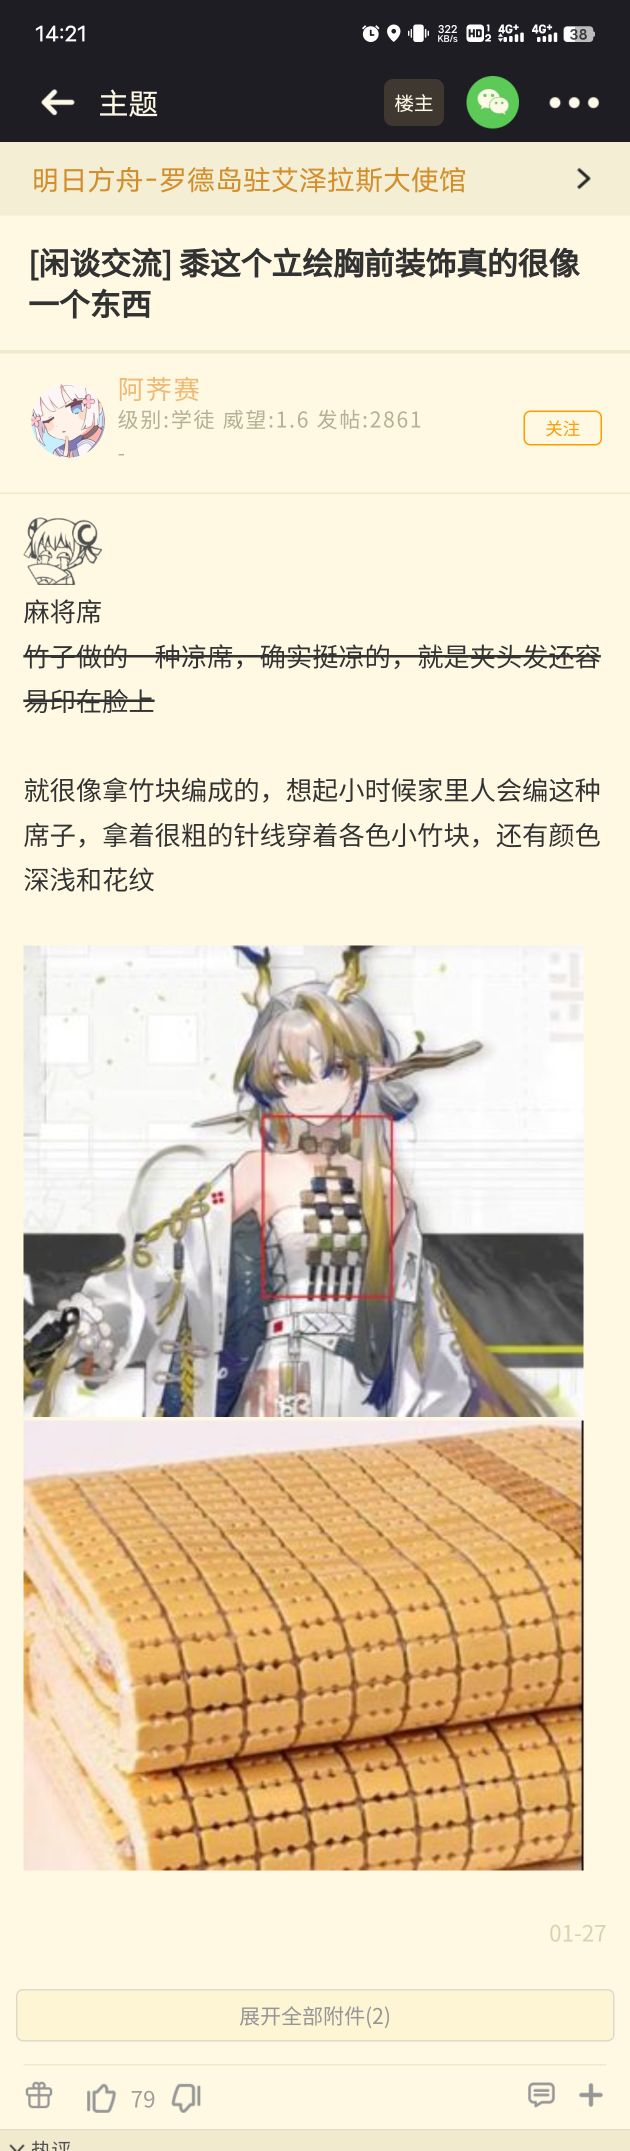 14:21
322 KB/s HD 1 2 4G+ 4G+ 38
主题
楼主
明日方舟-罗德岛驻艾泽拉斯大使馆
[闲谈交流] 黍这个立绘胸前装饰真的很像
一个东西
阿荠赛
级别:学徒 威望:1.6 发帖:2861
关注
-
麻将席
竹子做的一种凉席，确实挺凉的，就是夹头发还容
易印在脸上
就很像拿竹块编成的，想起小时候家里人会编这种
席子，拿着很粗的针线穿着各色小竹块，还有颜色
深浅和花纹
01-27
展开全部附件(2)
79
热评